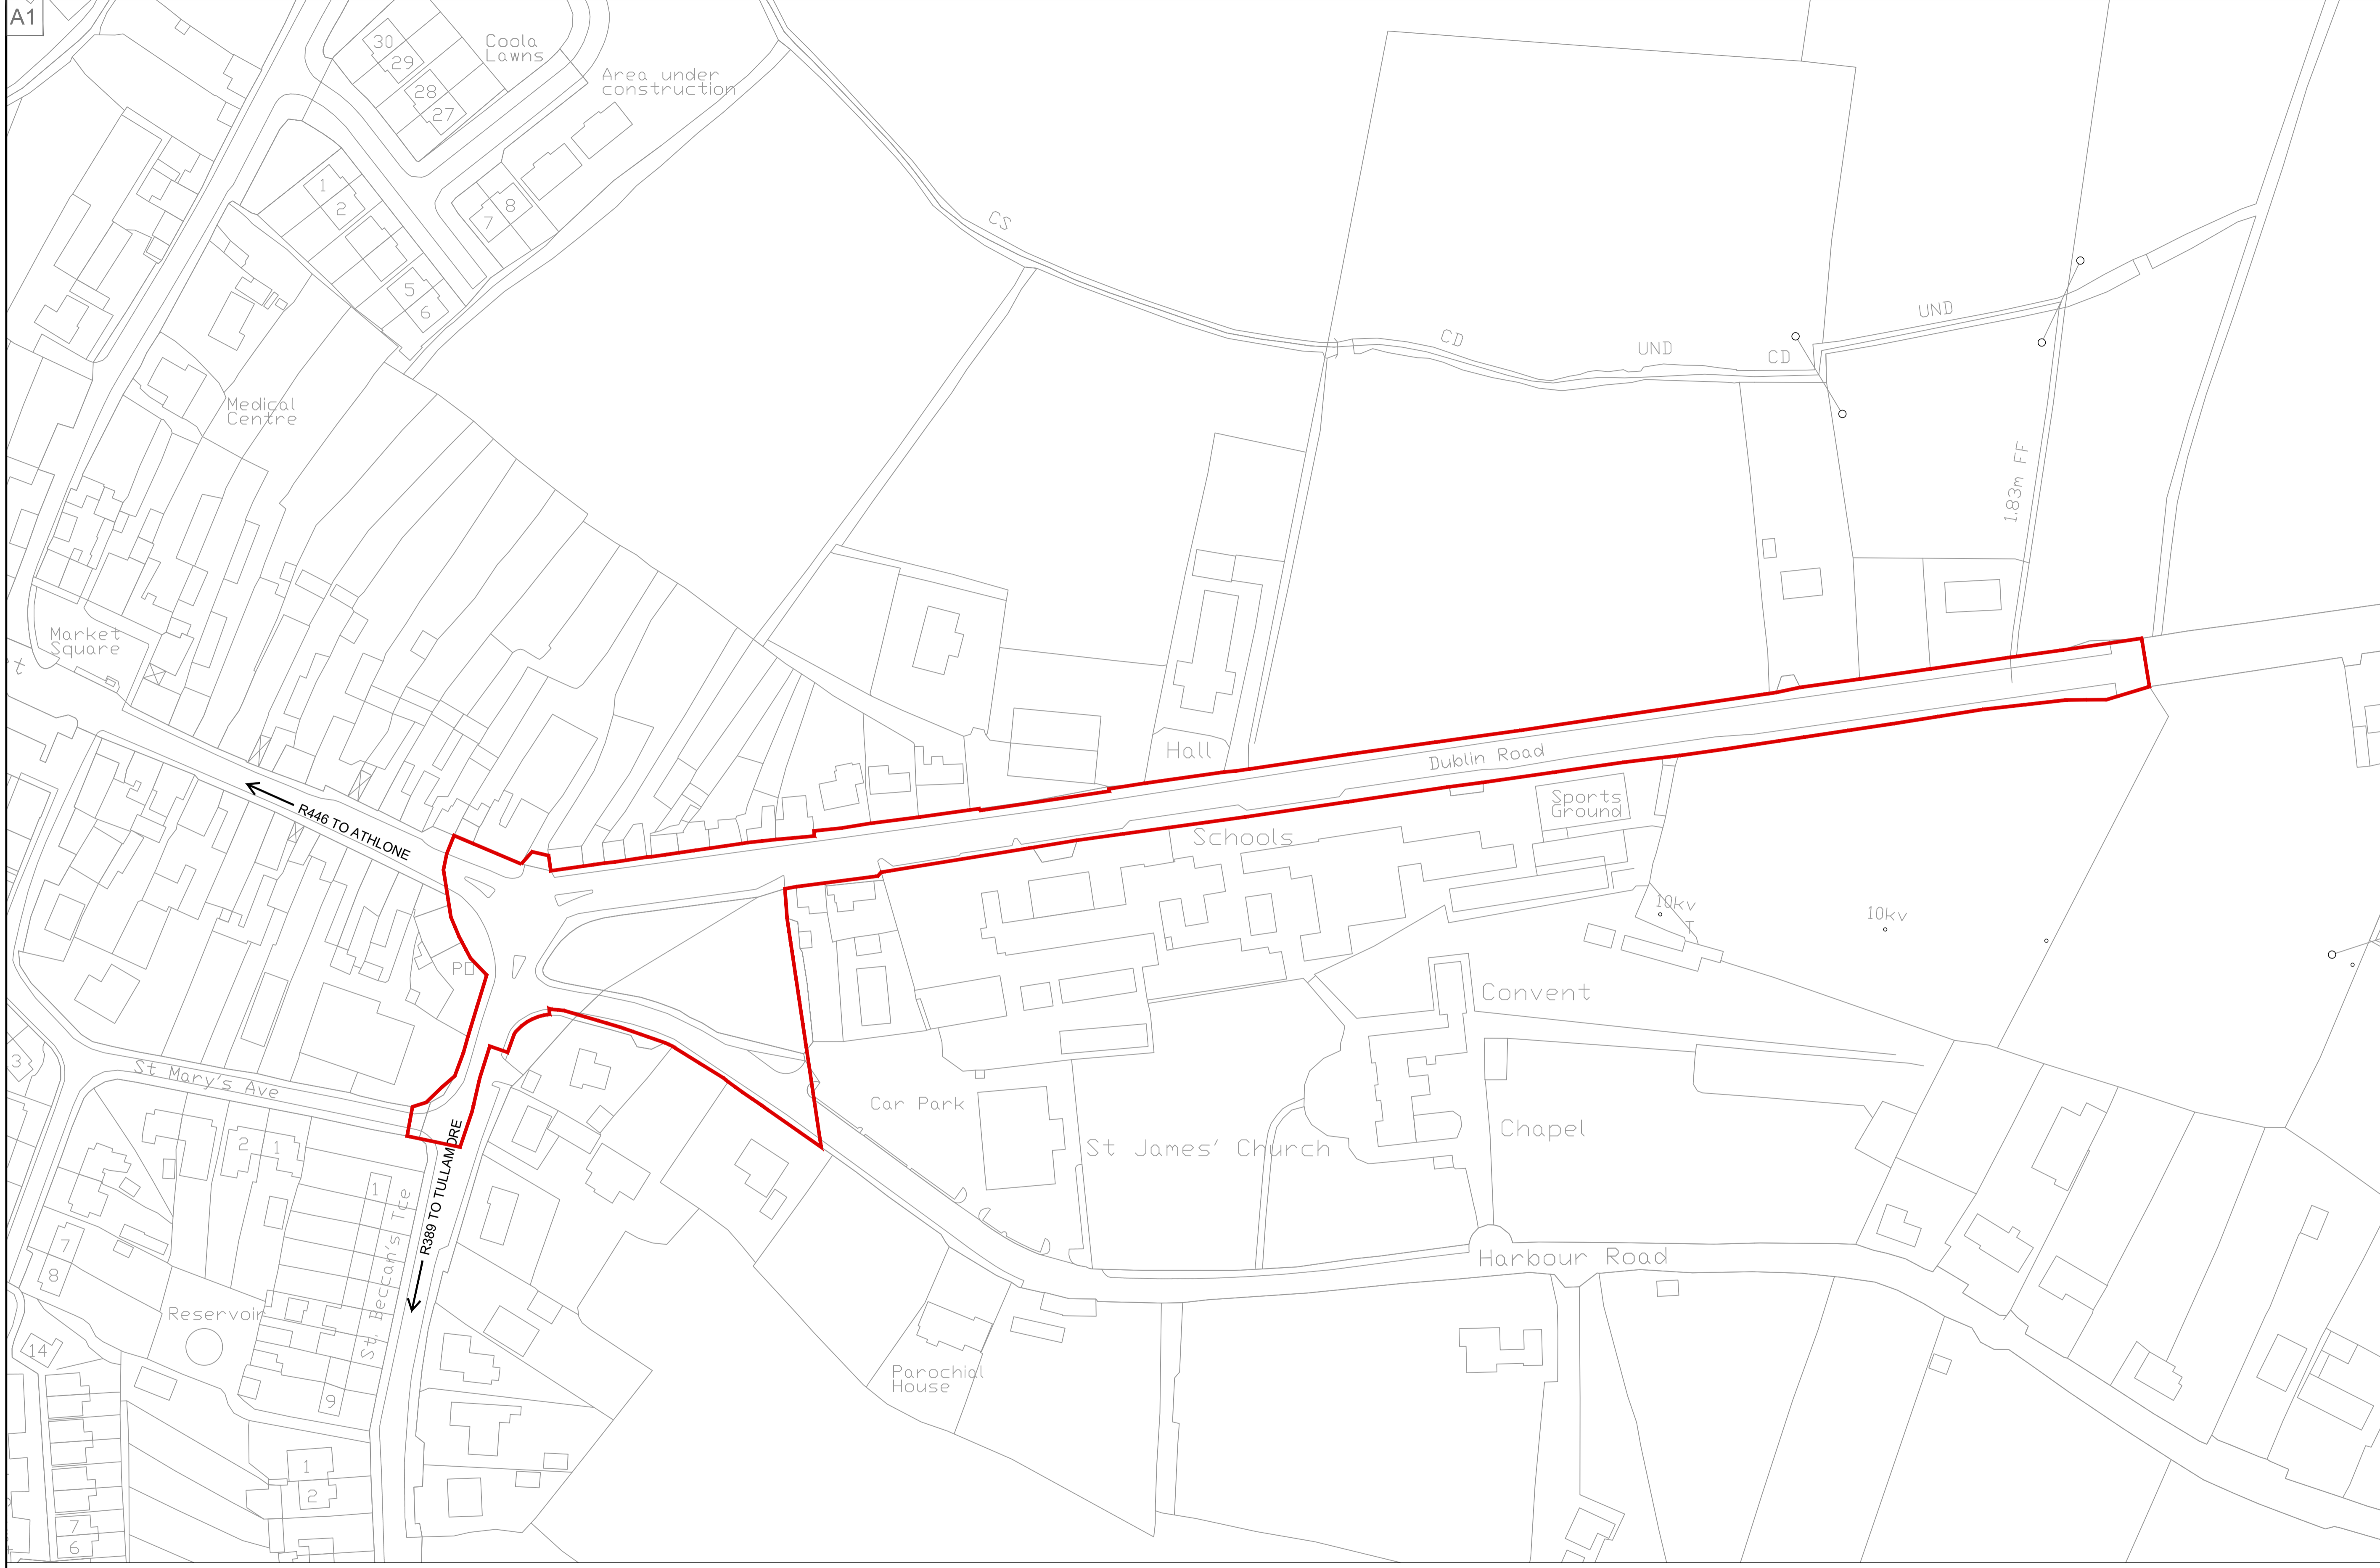 A1
30
29
28
27
Coola
Lawns
Area under
construction
1
2
7
8
5
6
CS
CD
UND
CD
UND
Medical
Centre
1.83m FF
Market
Square
t
Hall
Dublin Road
R446 TO ATHLONE
Sports
Ground
Schools
10kv
T
10kv
PO
Convent
3
St Mary's Ave
Car Park
St James' Church
Chapel
2
1
1
R389 TO TULLAMORE
St. Beccan's Tce
7
8
Harbour Road
Reservoir
14
9
Parochial
House
1
2
7
6